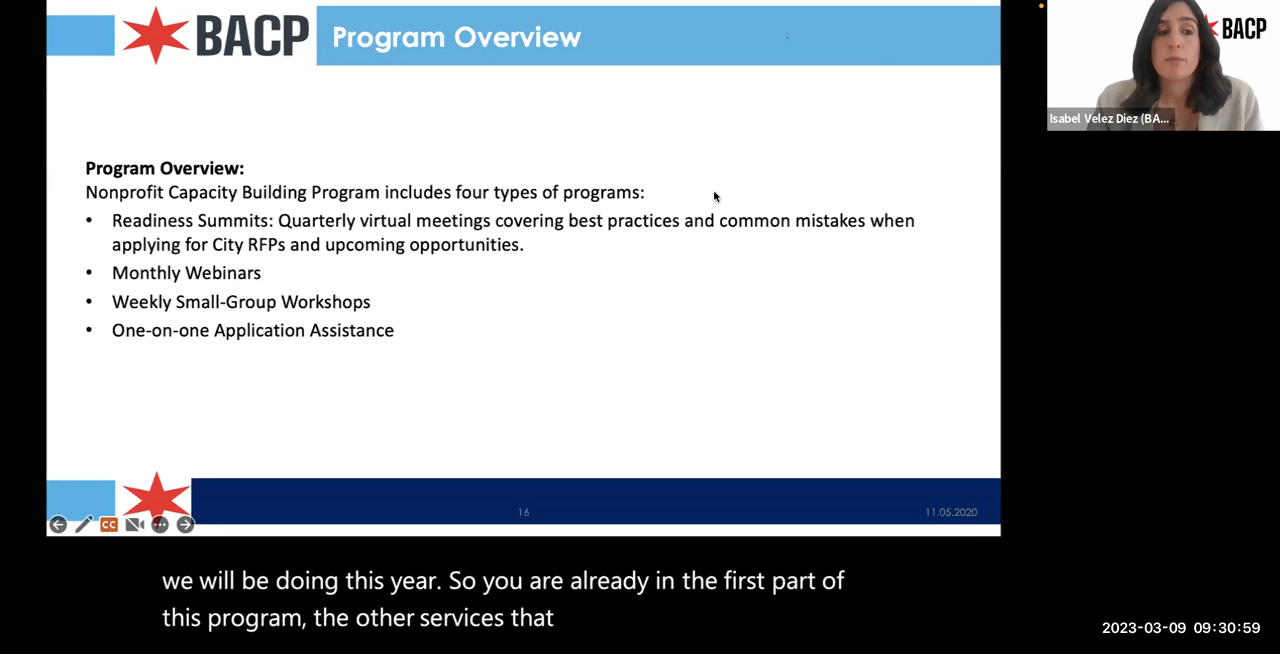 BACP
Program Overview
BACP
Isabel Velez Diez (BA...
Program Overview:
Nonprofit Capacity Building Program includes four types of programs:
• Readiness Summits: Quarterly virtual meetings covering best practices and common mistakes when
applying for City RFPs and upcoming opportunities.
• Monthly Webinars
• Weekly Small-Group Workshops
• One-on-one Application Assistance
16
11.05.2020
CC
we will be doing this year. So you are already in the first part of
this program, the other services that
2023-03-09 09:30:59